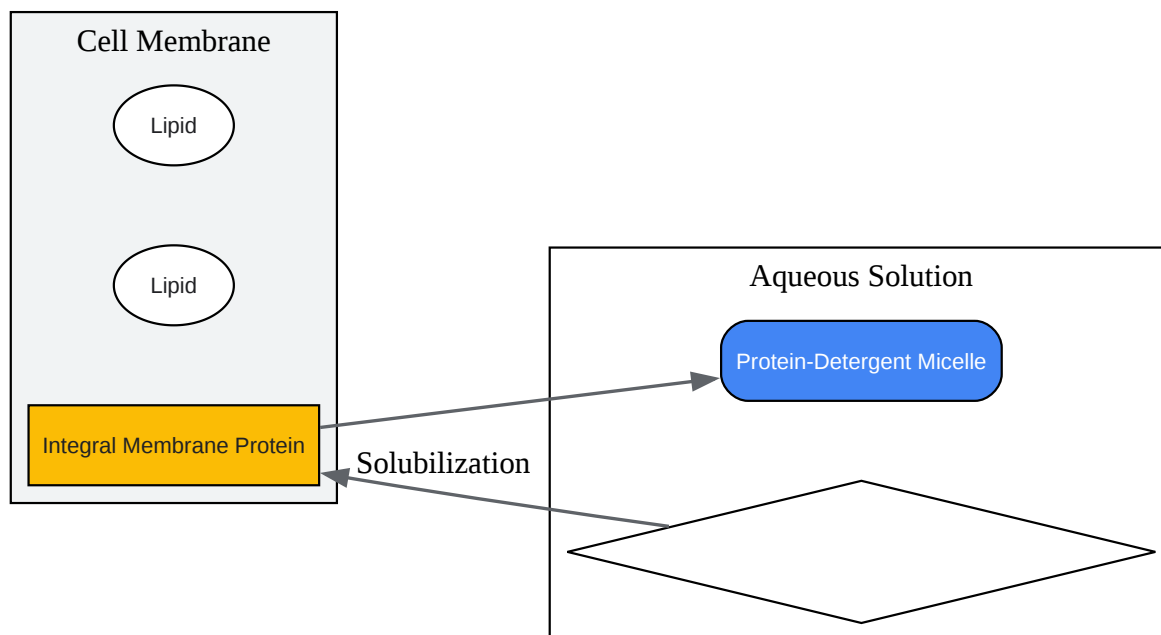 Cell Membrane
Lipid
Lipid
Integral Membrane Protein
Solubilization
Aqueous Solution
Protein-Detergent Micelle